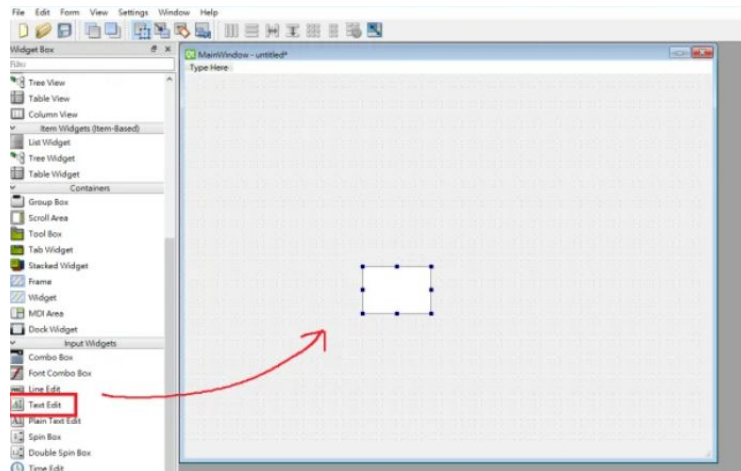 File Edit Form View Settings Window Help
Widget Box
Filter
Tree View
Table View
Column View
Item Widgets (Item-Based)
List Widget
Tree Widget
Table Widget
Containers
Group Box
Scroll Area
Tool Box
Tab Widget
Stacked Widget
Frame
Widget
MDI Area
Dock Widget
Input Widgets
Combo Box
Font Combo Box
Line Edit
Text Edit
Plain Text Edit
Spin Box
Double Spin Box
Time Edit
MainWindow - untitled*
Type Here